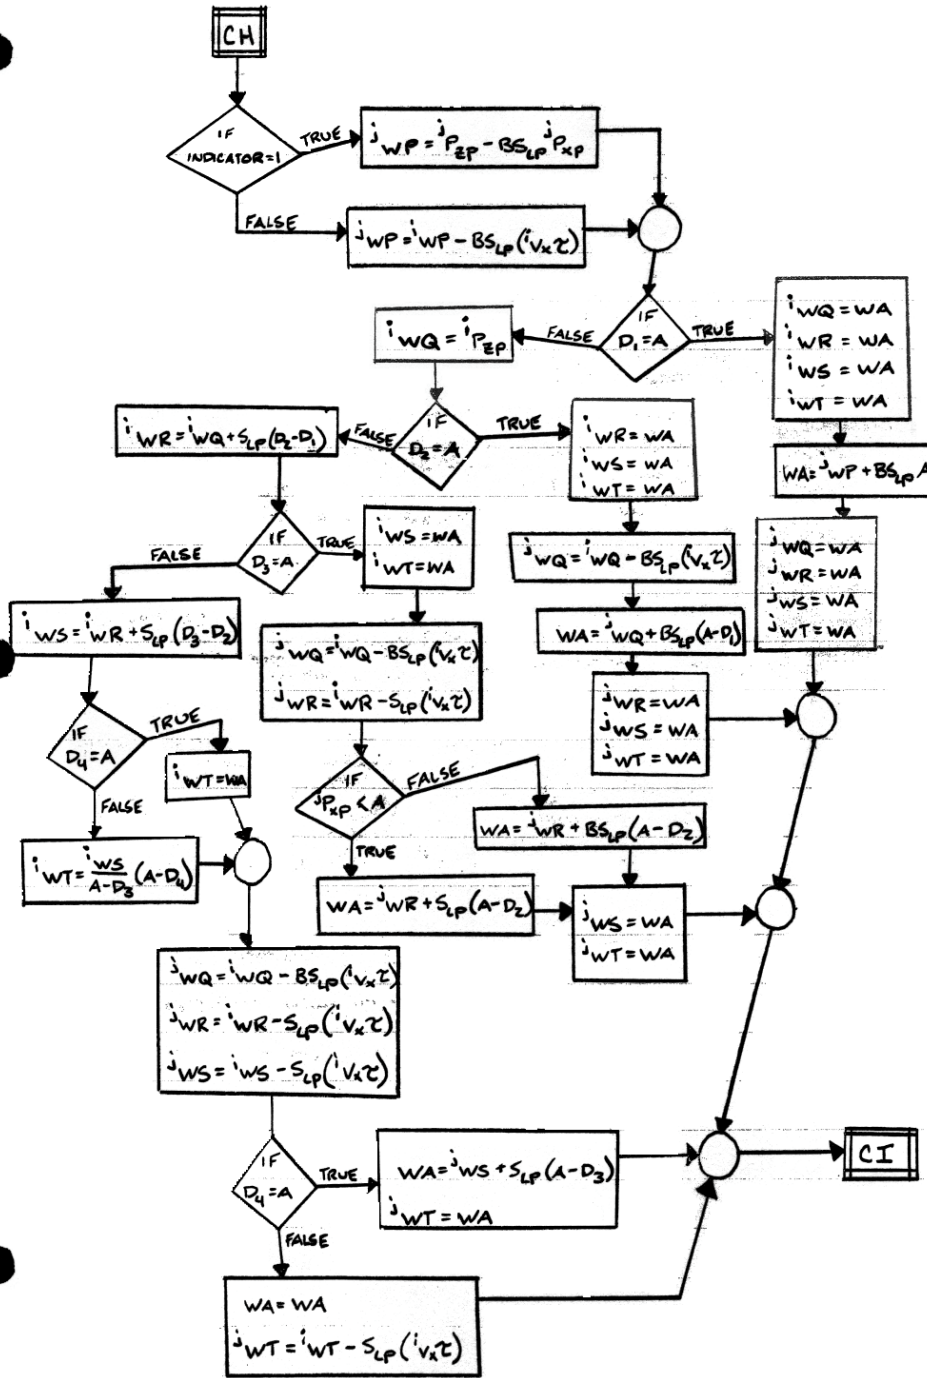 CH
IF
INDICATOR=1
TRUE
jWP = jP_ZP - BS_LP jP_XP
FALSE
jWP = iWP - BS_LP (iV_X τ)
IF
D1=A
FALSE
TRUE
iWQ = iP_ZP
iWQ = WA
iWR = WA
iWS = WA
iWT = WA
IF
D2=A
FALSE
TRUE
iWR = iWQ + S_LP (D2-D1)
iWR = WA
iWS = WA
iWT = WA
WA = jWP + BS_LP A
IF
D3=A
FALSE
TRUE
iWS = WA
iWT = WA
jWQ = iWQ - BS_LP (iV_X τ)
jWQ = WA
jWR = WA
jWS = WA
jWT = WA
iWS = iWR + S_LP (D3-D2)
jWQ = iWQ - BS_LP (iV_X τ)
jWR = iWR - S_LP (iV_X τ)
WA = jWQ + BS_LP (A-D1)
jWR = WA
jWS = WA
jWT = WA
IF
D4=A
TRUE
FALSE
iWT = WA
IF
jP_XP < A
FALSE
TRUE
WA = jWR + BS_LP (A-D2)
iWT = iWS/(A-D3) (A-D4)
WA = jWR + S_LP (A-D2)
jWS = WA
jWT = WA
jWQ = iWQ - BS_LP (iV_X τ)
jWR = iWR - S_LP (iV_X τ)
jWS = iWS - S_LP (iV_X τ)
IF
D4=A
TRUE
FALSE
WA = jWS + S_LP (A-D3)
jWT = WA
CI
WA = WA
jWT = iWT - S_LP (iV_X τ)